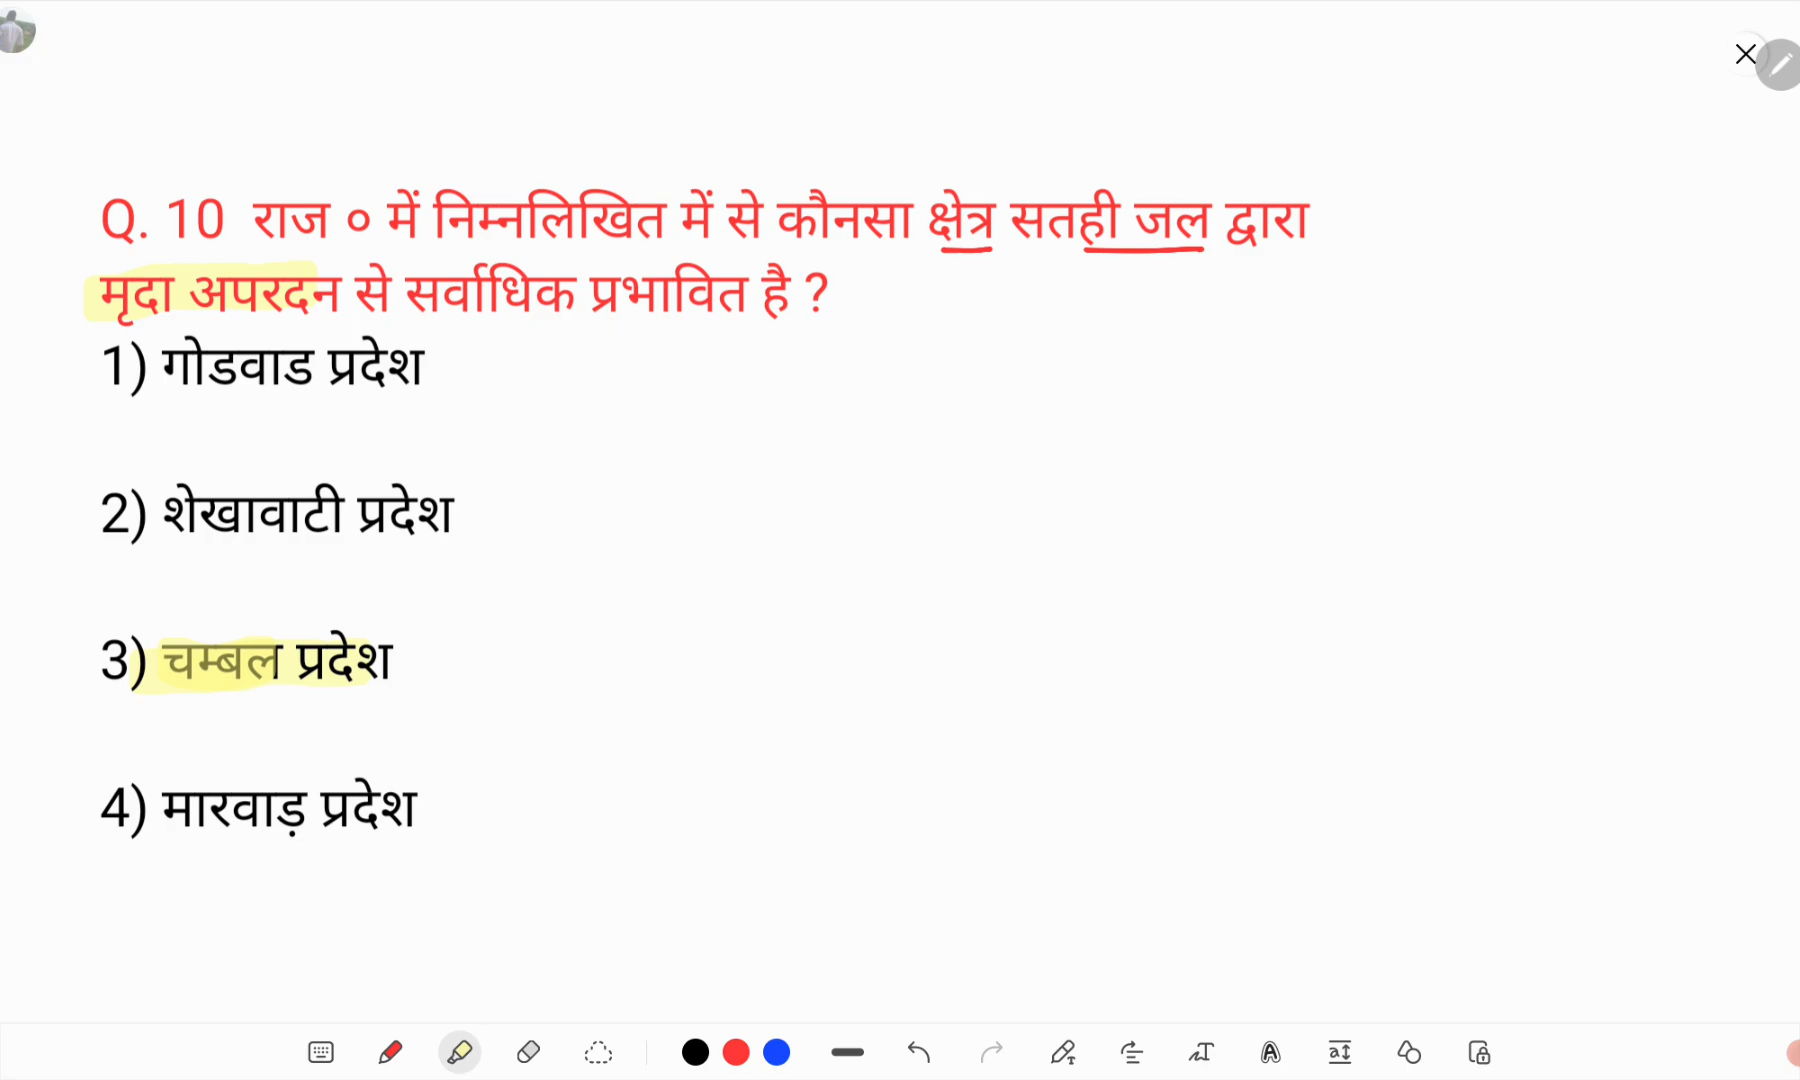 Q. 10 राज ० में निम्नलिखित में से कौनसा क्षेत्र सतही जल द्वारा
मृदा अपरदन से सर्वाधिक प्रभावित है ?
1) गोडवाड प्रदेश
2) शेखावाटी प्रदेश
3) चम्बल प्रदेश
4) मारवाड़ प्रदेश